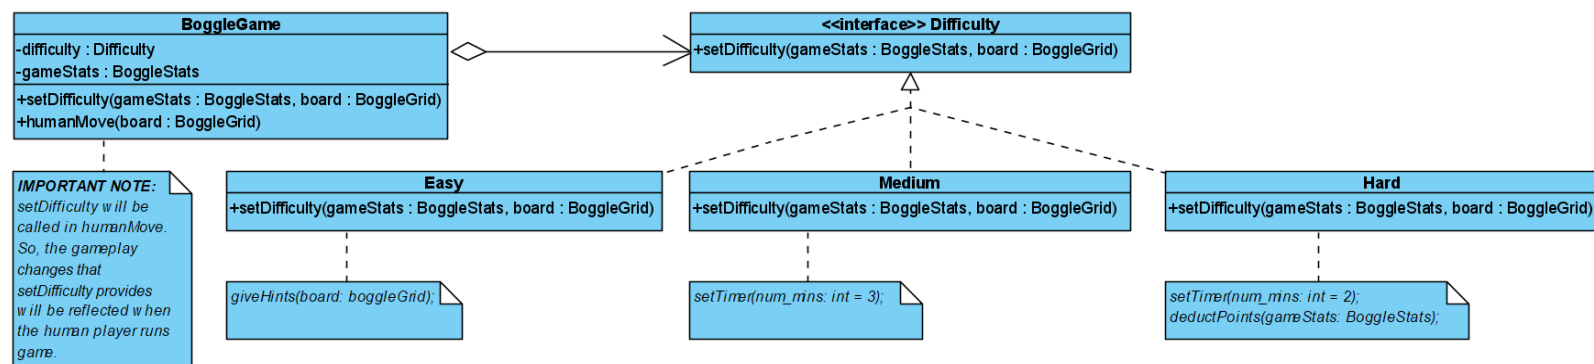 BoggleGame
-difficulty : Difficulty
-gameStats : BoggleStats
+setDifficulty(gameStats : BoggleStats, board : BoggleGrid)
+humanMove(board : BoggleGrid)
<<interface>> Difficulty
+setDifficulty(gameStats : BoggleStats, board : BoggleGrid)
IMPORTANT NOTE:
setDifficulty will be
called in humanMove.
So, the gameplay
changes that
setDifficulty provides
will be reflected when
the human player runs
game.
Easy
+setDifficulty(gameStats : BoggleStats, board : BoggleGrid)
giveHints(board: boggleGrid);
Medium
+setDifficulty(gameStats : BoggleStats, board : BoggleGrid)
setTimer(num_mins: int = 3);
Hard
+setDifficulty(gameStats : BoggleStats, board : BoggleGrid)
setTimer(num_mins: int = 2);
deductPoints(gameStats: BoggleStats);